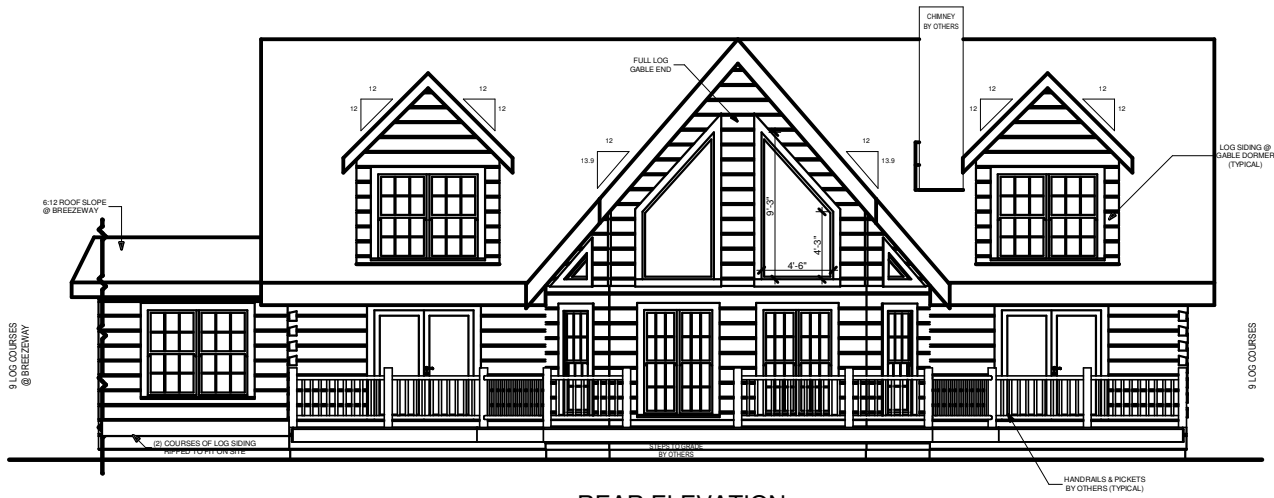 CHIMNEY
BY OTHERS
FULL LOG
GABLE END
12
12
12
12
12
12
12
12
12
13.9
12
13.9
LOG SIDING @
GABLE DORMER
(TYPICAL)
6:12 ROOF SLOPE
@ BREEZEWAY
9'-3"
4'-3"
4'-6"
9 LOG COURSES
@ BREEZEWAY
9 LOG COURSES
(2) COURSES OF LOG SIDING
RIPPED TO FIT ON SITE
STEPS TO GRADE
BY OTHERS
HANDRAILS & PICKETS
BY OTHERS (TYPICAL)
REAR ELEVATION